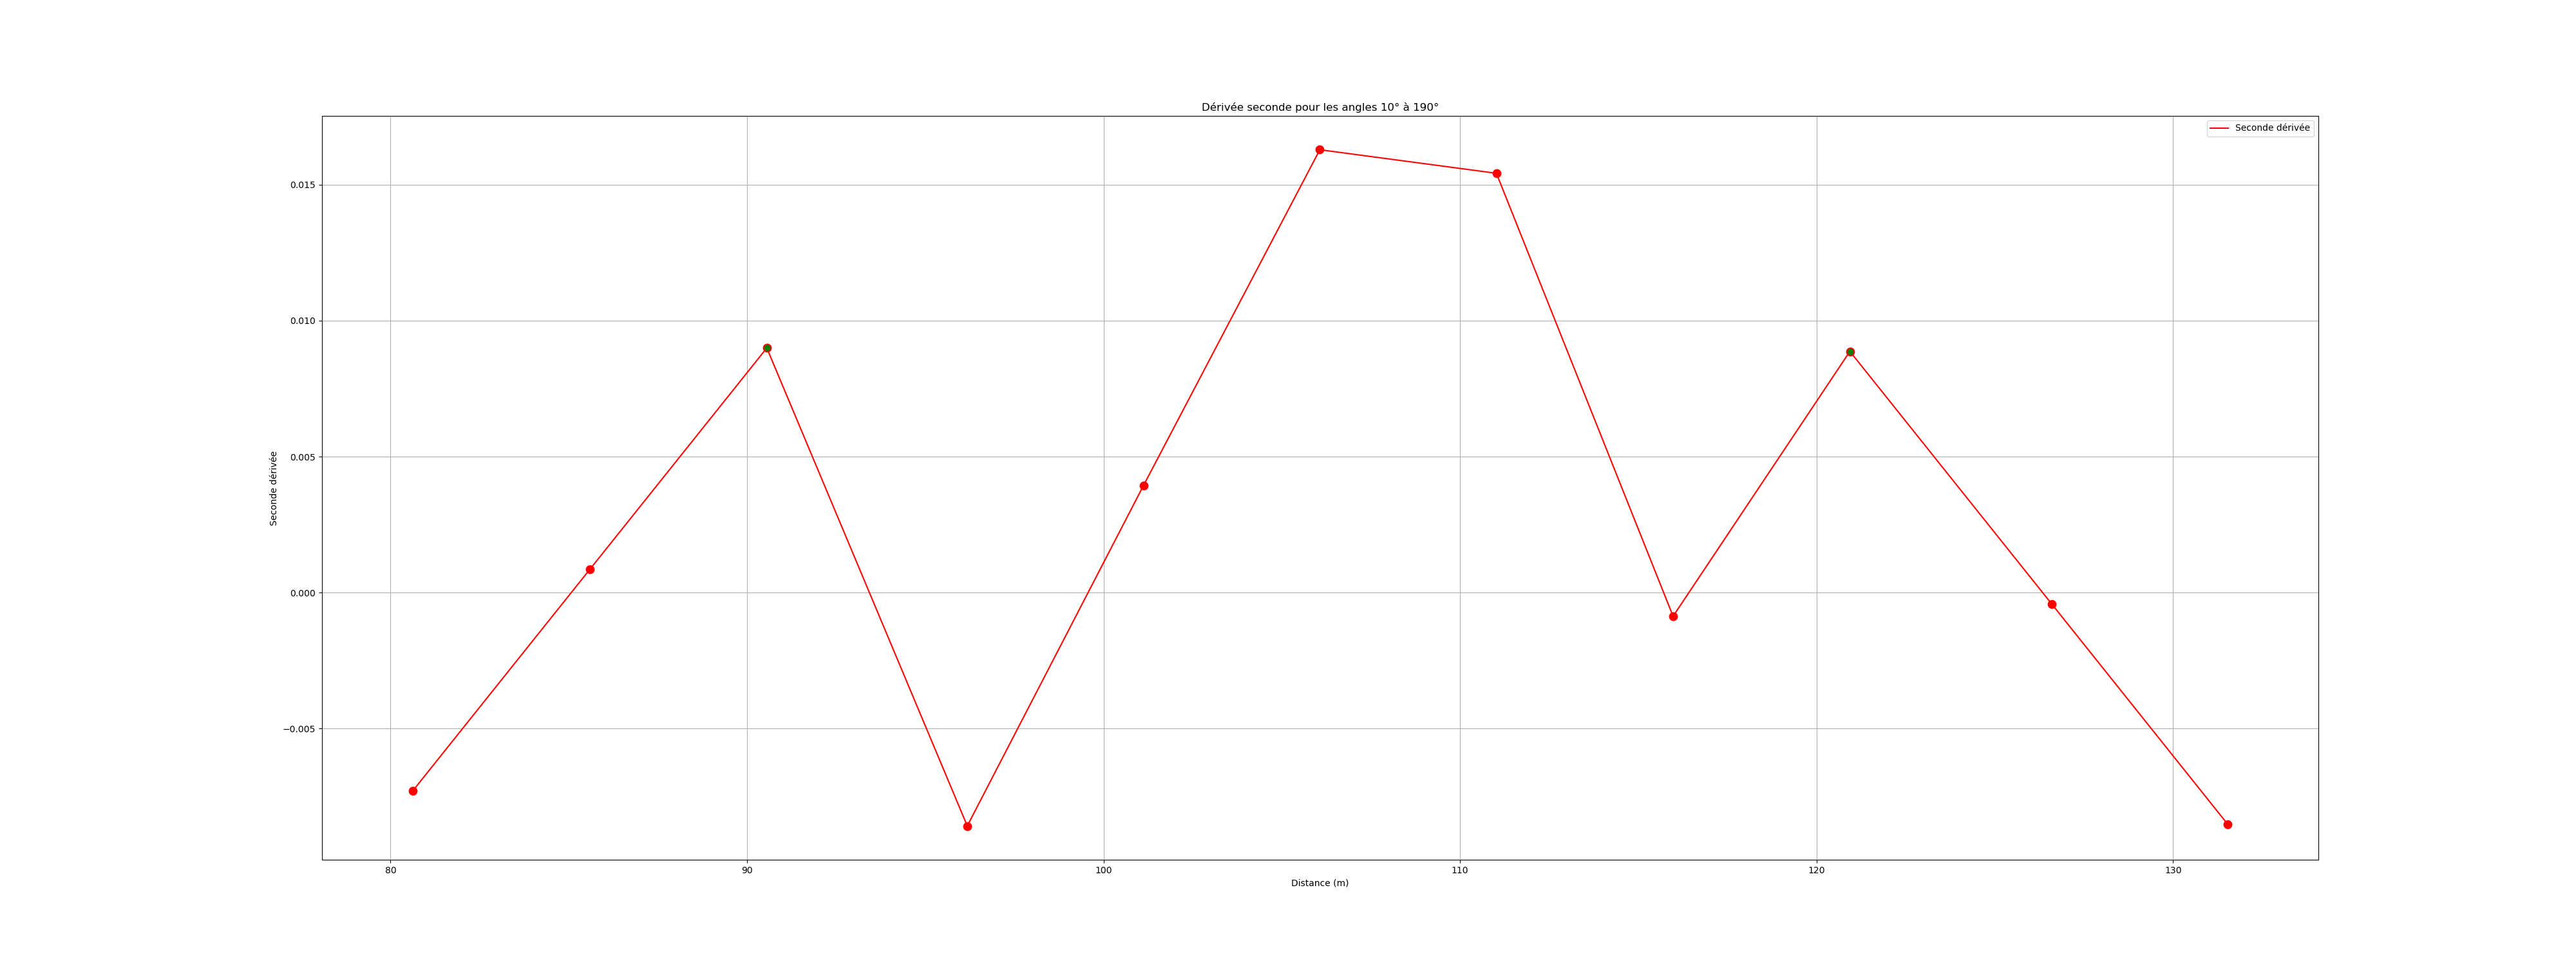 Dérivée seconde pour les angles 10° à 190°
Seconde dérivée
0.015
0.010
0.005
0.000
−0.005
Seconde dérivée
80
90
100
110
120
130
Distance (m)